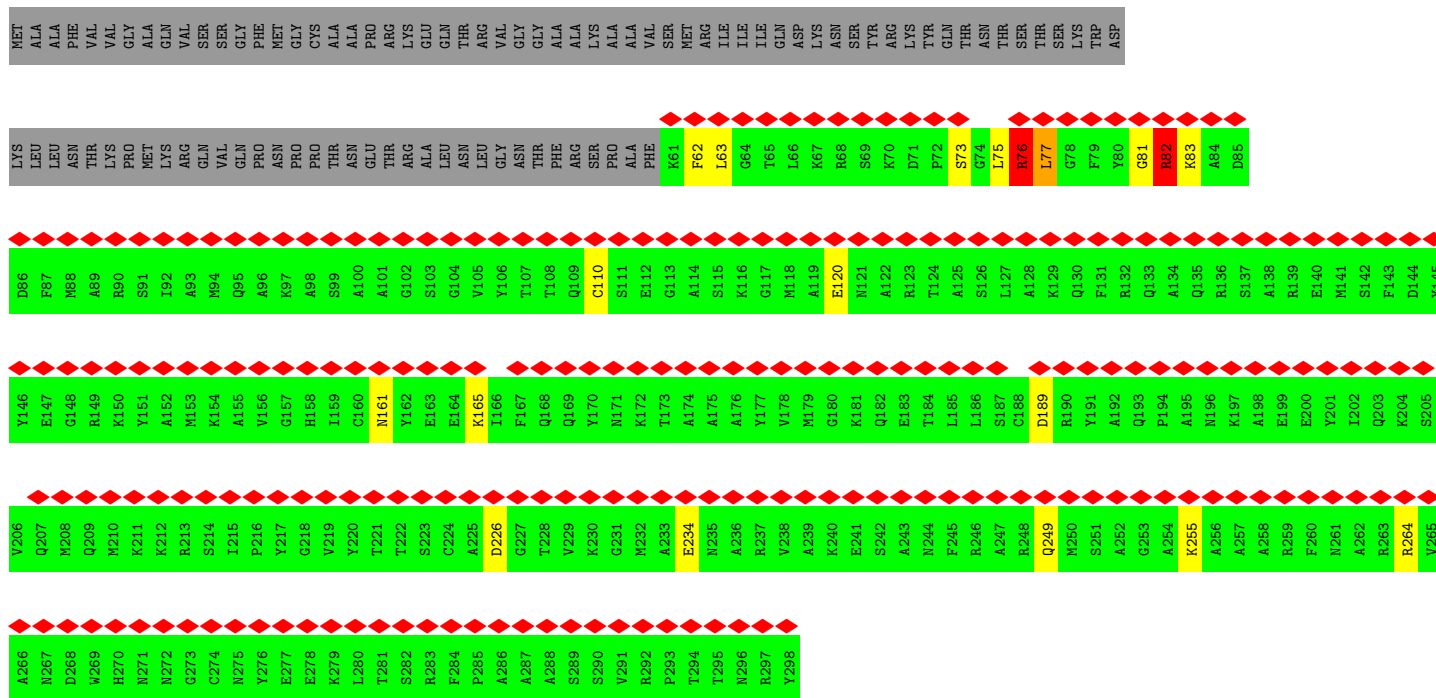 MET ALA ALA PHE VAL VAL GLY ALA GLN VAL SER SER GLY PHE MET GLY CYS ALA ALA PRO ARG LYS GLU GLN THR ARG VAL GLY GLY ALA ALA LYS ALA ALA VAL SER MET ARG ILE ILE ILE GLN ASP LYS ASN SER TYR ARG LYS TYR GLN THR ASN THR SER THR SER LYS TRP ASP
LYS LEU LEU ASN THR LYS PRO MET LYS ARG GLN VAL GLN PRO ASN PRO PRO THR ASN GLU THR ARG ALA LEU ASN LEU GLY ASN THR PHE ARG SER PRO ALA PHE K61 F62 L63 G64 T65 L66 K67 R68 S69 K70 D71 P72 S73 G74 L75 R76 L77 G78 F79 Y80 G81 R82 K83 A84 D85
D86 F87 M88 A89 R90 S91 I92 A93 M94 Q95 A96 K97 A98 S99 A100 A101 G102 S103 G104 V105 Y106 T107 T108 Q109 C110 S111 E112 G113 A114 S115 K116 G117 M118 A119 E120 N121 A122 R123 T124 A125 S126 L127 A128 K129 Q130 F131 R132 Q133 A134 Q135 R136 S137 A138 R139 E140 M141 S142 F143 D144 Y145
Y146 E147 G148 R149 K150 Y151 A152 M153 K154 A155 V156 G157 H158 I159 C160 N161 Y162 E163 E164 K165 I166 F167 Q168 Q169 Y170 N171 K172 T173 A174 A175 A176 Y177 V178 M179 G180 K181 Q182 E183 T184 L185 L186 S187 C188 D189 R190 Y191 A192 Q193 P194 A195 N196 K197 A198 E199 E200 Y201 I202 Q203 K204 S205
V206 Q207 M208 Q209 M210 K211 K212 R213 S214 I215 P216 Y217 G218 V219 Y220 T221 T222 S223 C224 A225 D226 G227 T228 V229 K230 G231 M232 A233 E234 N235 A236 R237 V238 A239 K240 E241 S242 A243 N244 F245 R246 A247 R248 Q249 M250 S251 A252 G253 A254 K255 A256 A257 A258 R259 F260 N261 A262 R263 R264 V265
A266 N267 D268 W269 H270 N271 N272 G273 C274 N275 Y276 E277 E278 K279 L280 T281 S282 R283 F284 P285 A286 A287 A288 S289 S290 V291 R292 P293 T294 T295 N296 R297 Y298